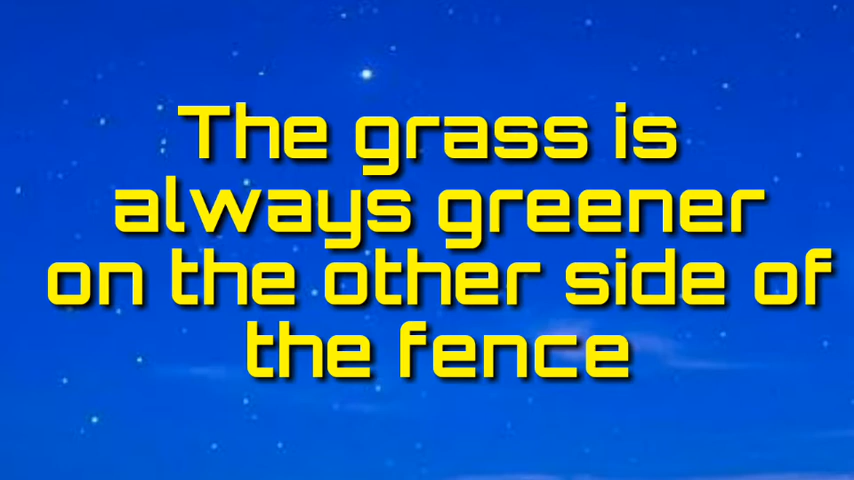 The grass is
always greener
on the other side of
the fence